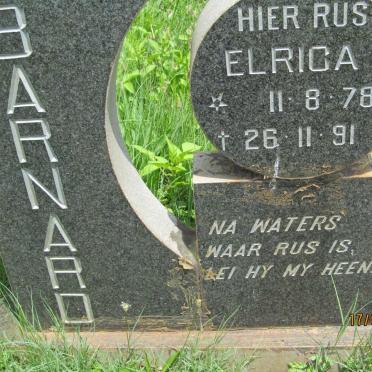 BARNARD
HIER RUS
ELRICA
☆ 11·8·78
✝ 26·11·91
NA WATERS
WAAR RUS IS,
LEI HY MY HEEN
17/